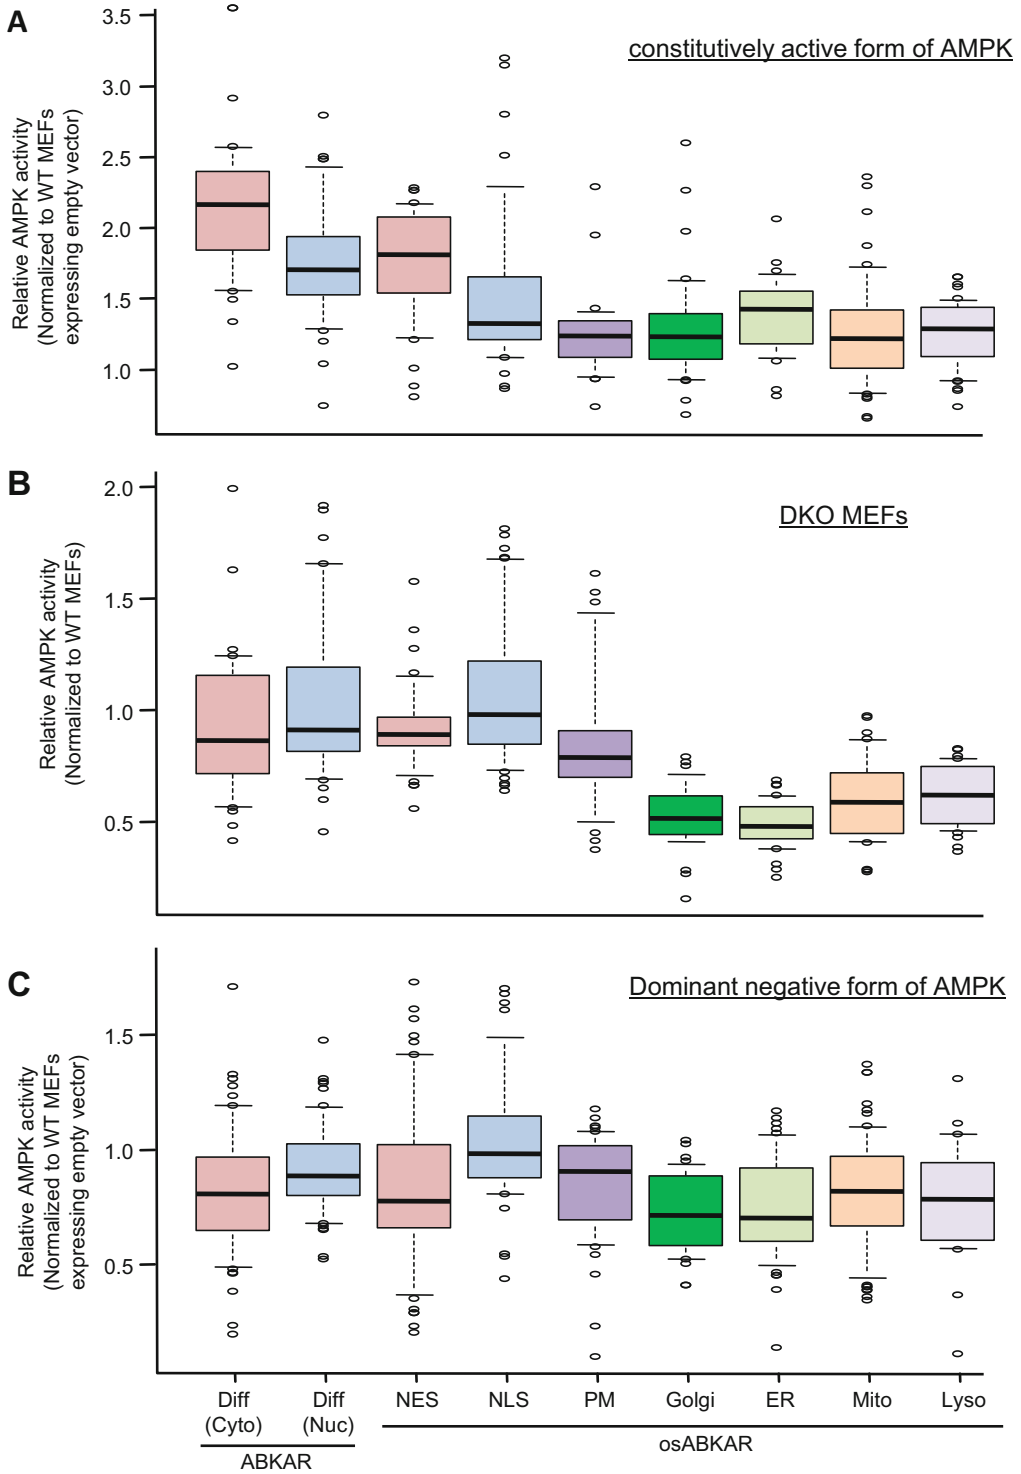 A
constitutively active form of AMPK
Relative AMPK activity
(Normalized to WT MEFs
expressing empty vector)
3.5
3.0
2.5
2.0
1.5
1.0
B
DKO MEFs
Relative AMPK activity
(Normalized to WT MEFs)
2.0
1.5
1.0
0.5
C
Dominant negative form of AMPK
Relative AMPK activity
(Normalized to WT MEFs
expressing empty vector)
1.5
1.0
0.5
Diff Diff NES NLS PM Golgi ER Mito Lyso
(Cyto) (Nuc)
ABKAR osABKAR